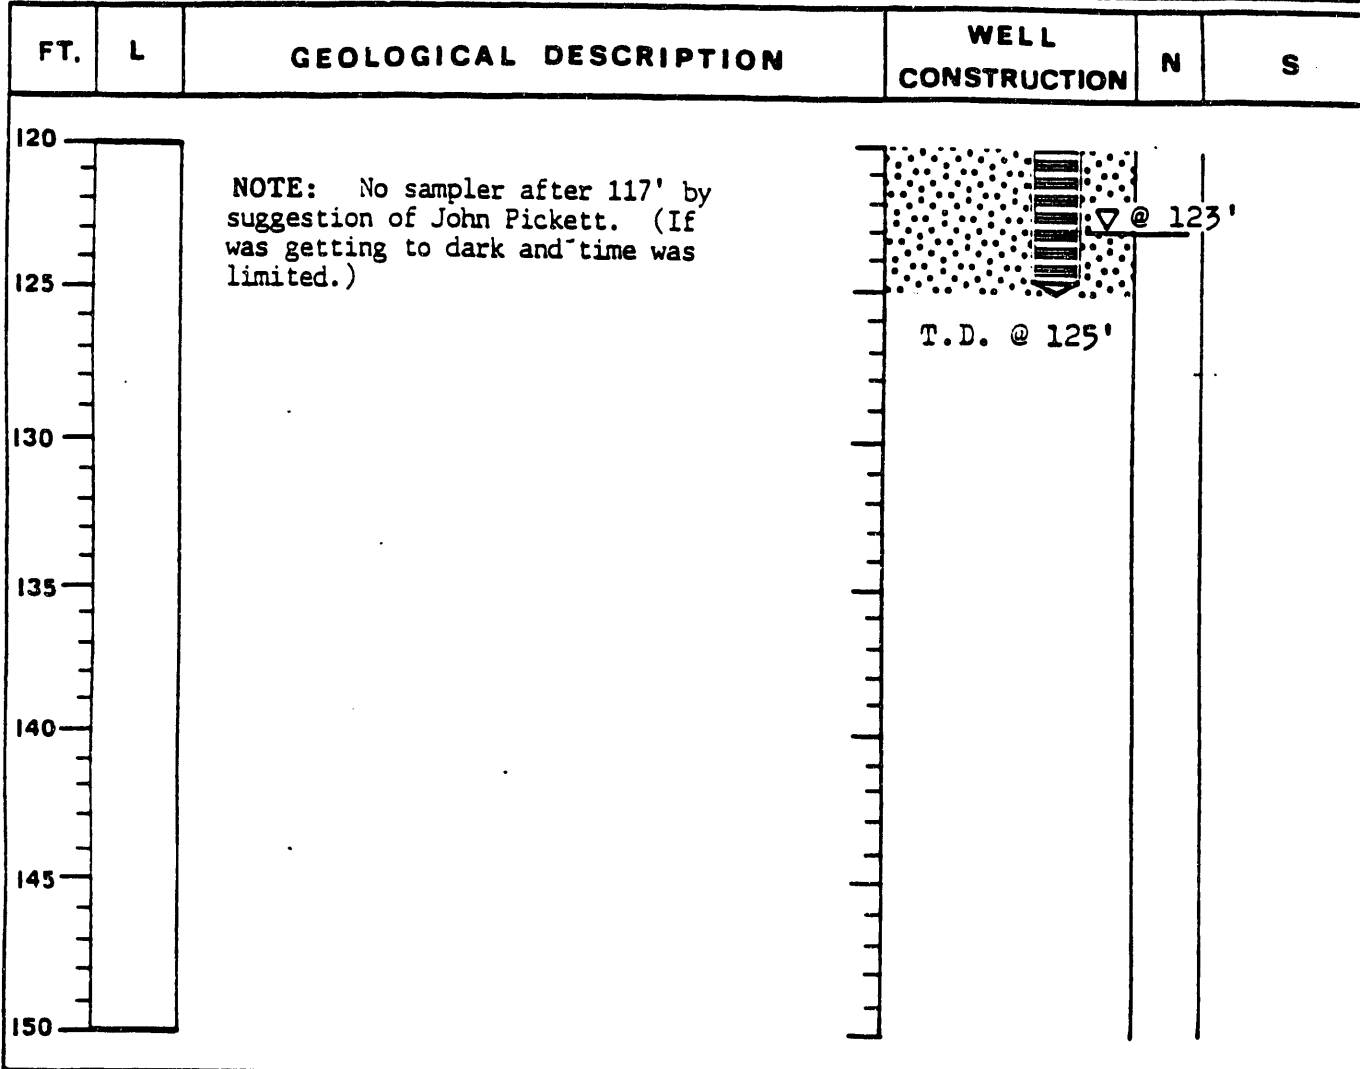 FT. L GEOLOGICAL DESCRIPTION WELL CONSTRUCTION N S
120
NOTE: No sampler after 117' by
suggestion of John Pickett. (If
was getting to dark and time was
limited.)
@ 123'
125
T.D. @ 125'
130
135
140
145
150